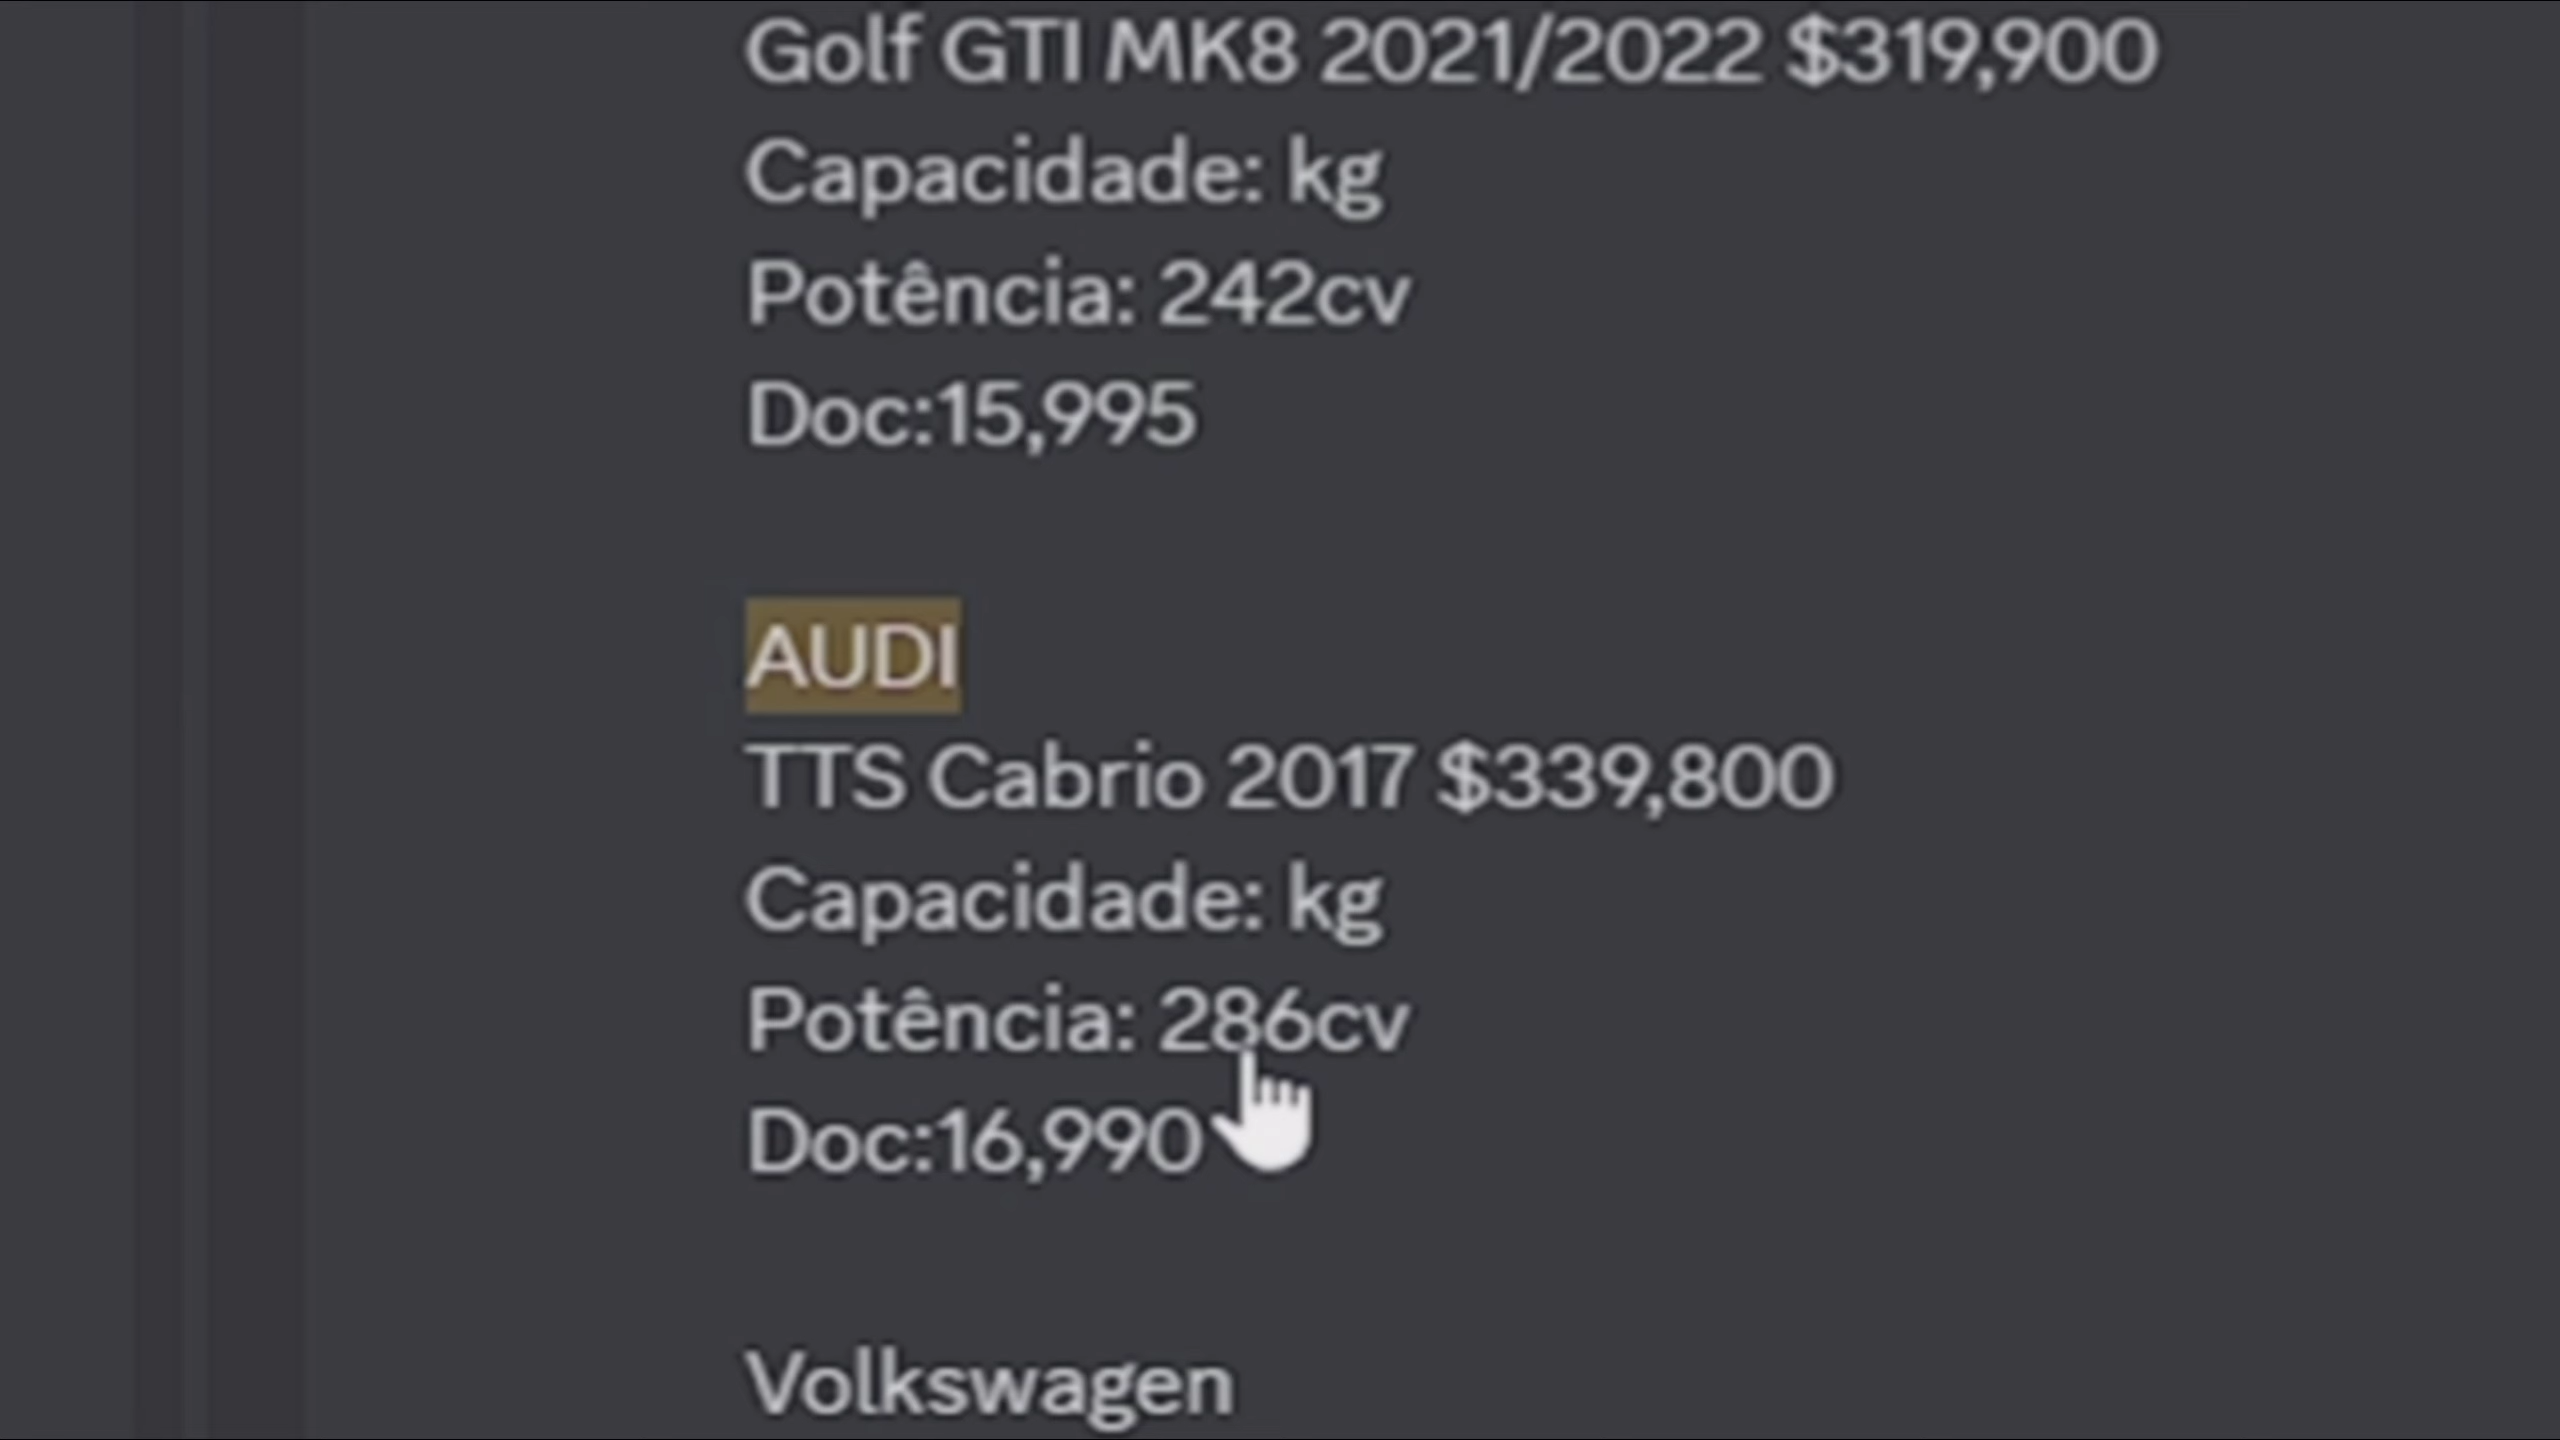 Golf GTI MK8 2021/2022 $319,900
Capacidade: kg
Potência: 242cv
Doc:15,995
AUDI
TTS Cabrio 2017 $339,800
Capacidade: kg
Potência: 286cv
Doc:16,990
Volkswagen